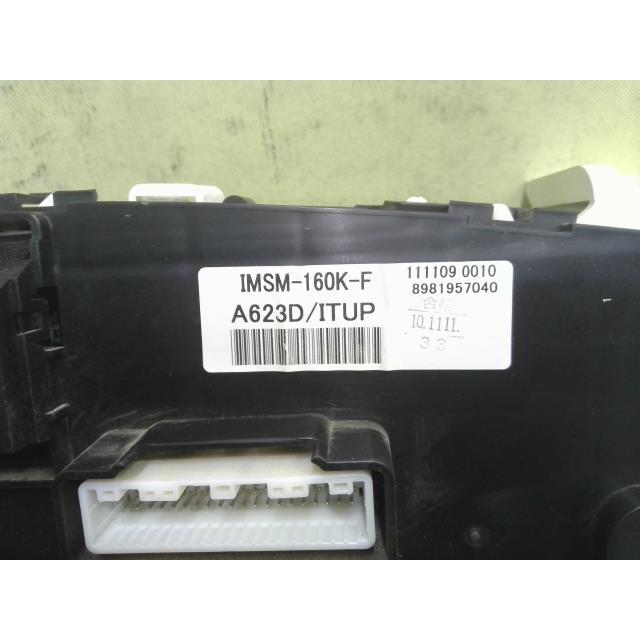 IMSM-160K-F
A623D/ITUP
111109 0010
8981957040
合格
10.11.11.
33